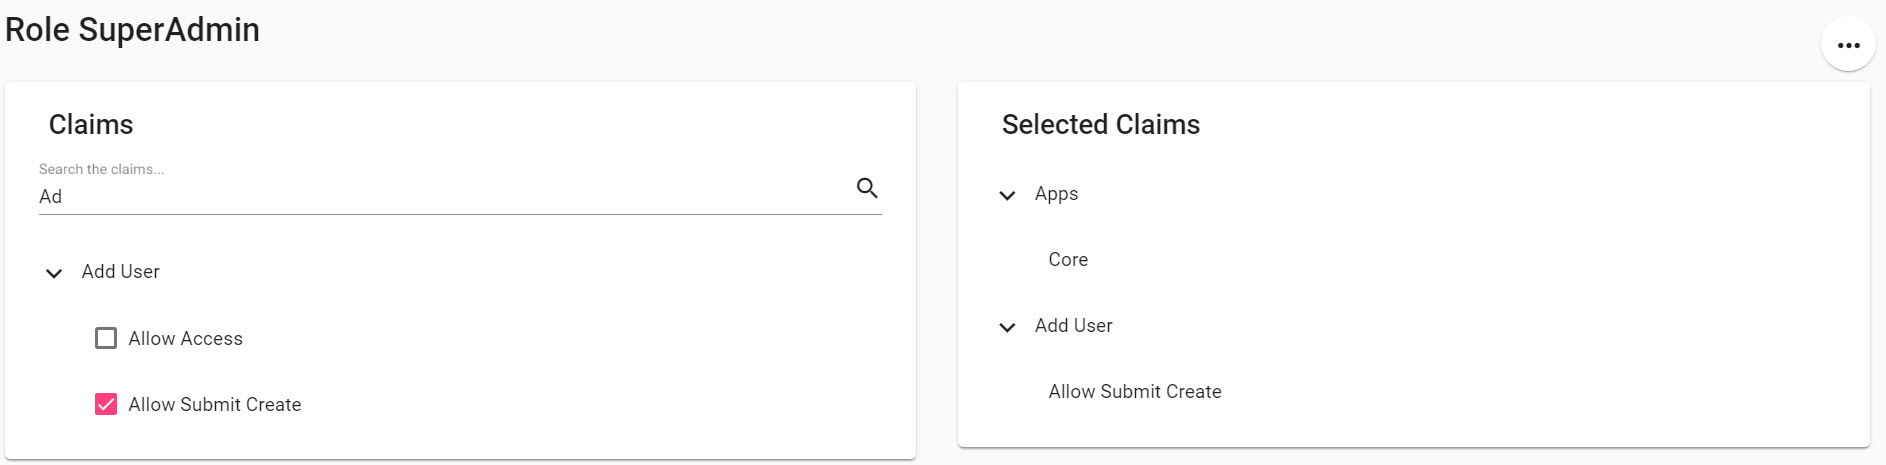 Role SuperAdmin
Claims
Search the claims...
Ad
Add User
Allow Access
Allow Submit Create
Selected Claims
Apps
Core
Add User
Allow Submit Create